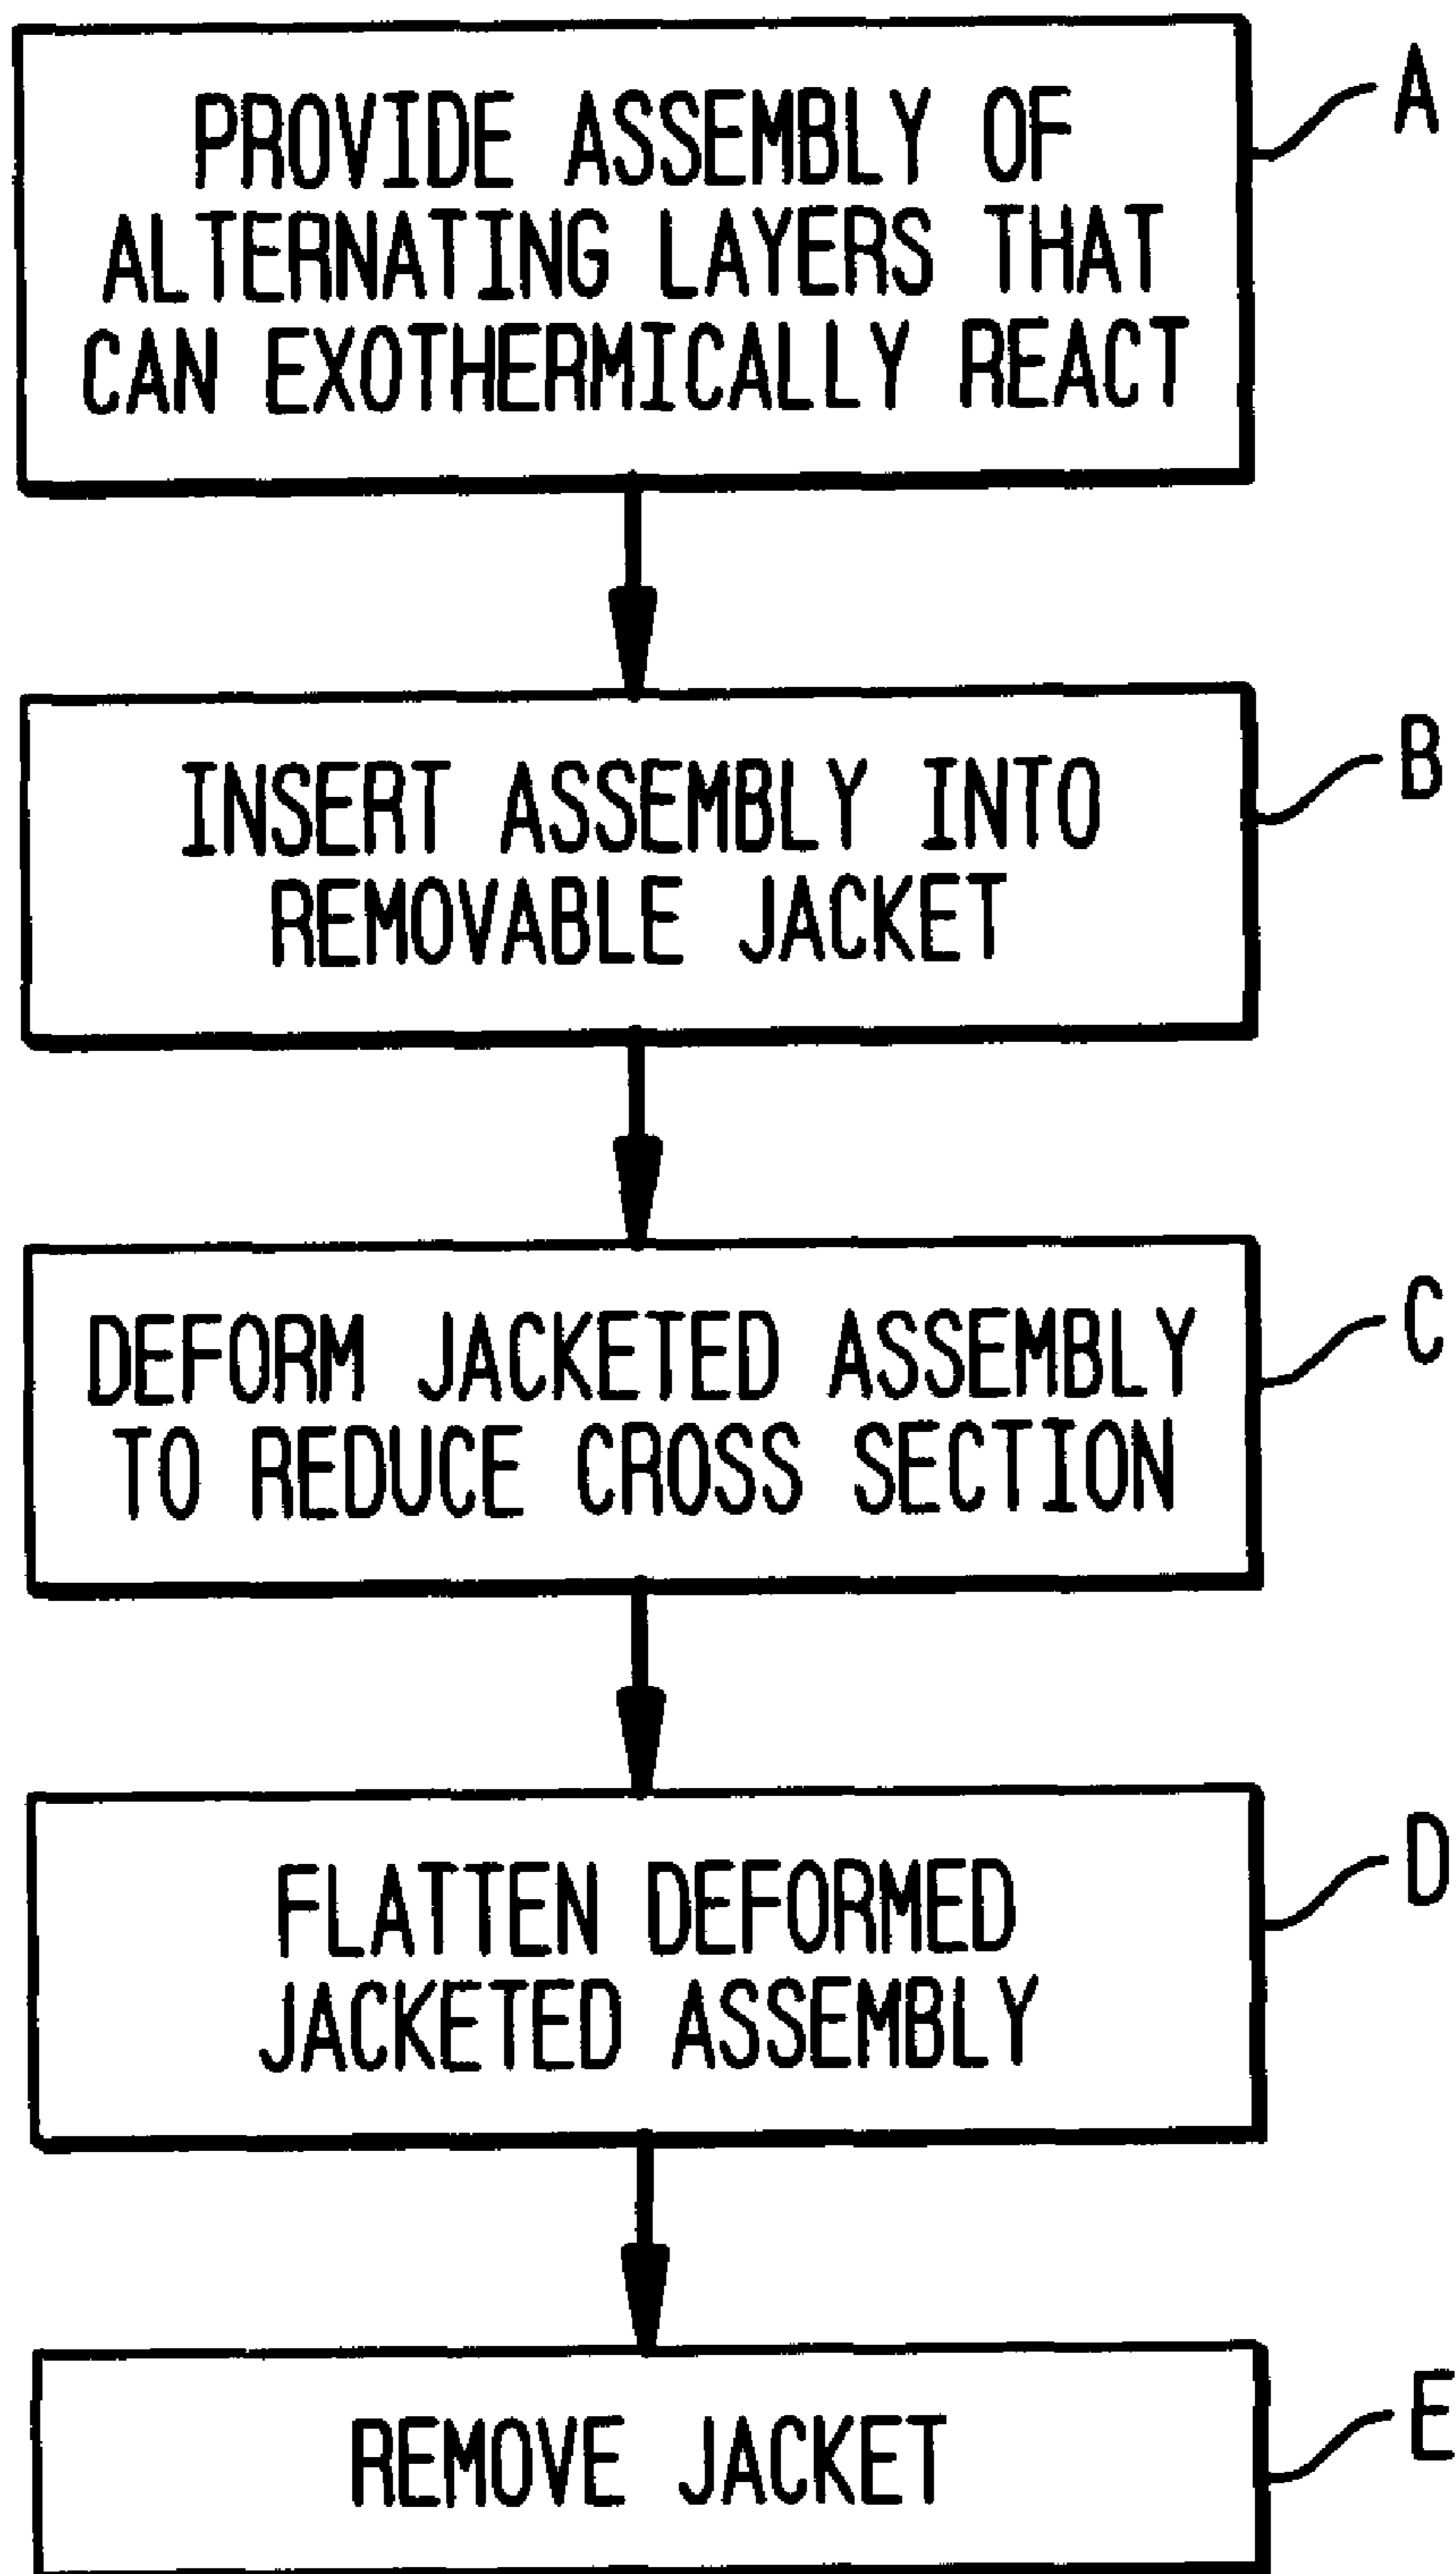 PROVIDE ASSEMBLY OF
ALTERNATING LAYERS THAT
CAN EXOTHERMICALLY REACT
A
INSERT ASSEMBLY INTO
REMOVABLE JACKET
B
DEFORM JACKETED ASSEMBLY
TO REDUCE CROSS SECTION
C
FLATTEN DEFORMED
JACKETED ASSEMBLY
D
REMOVE JACKET
E